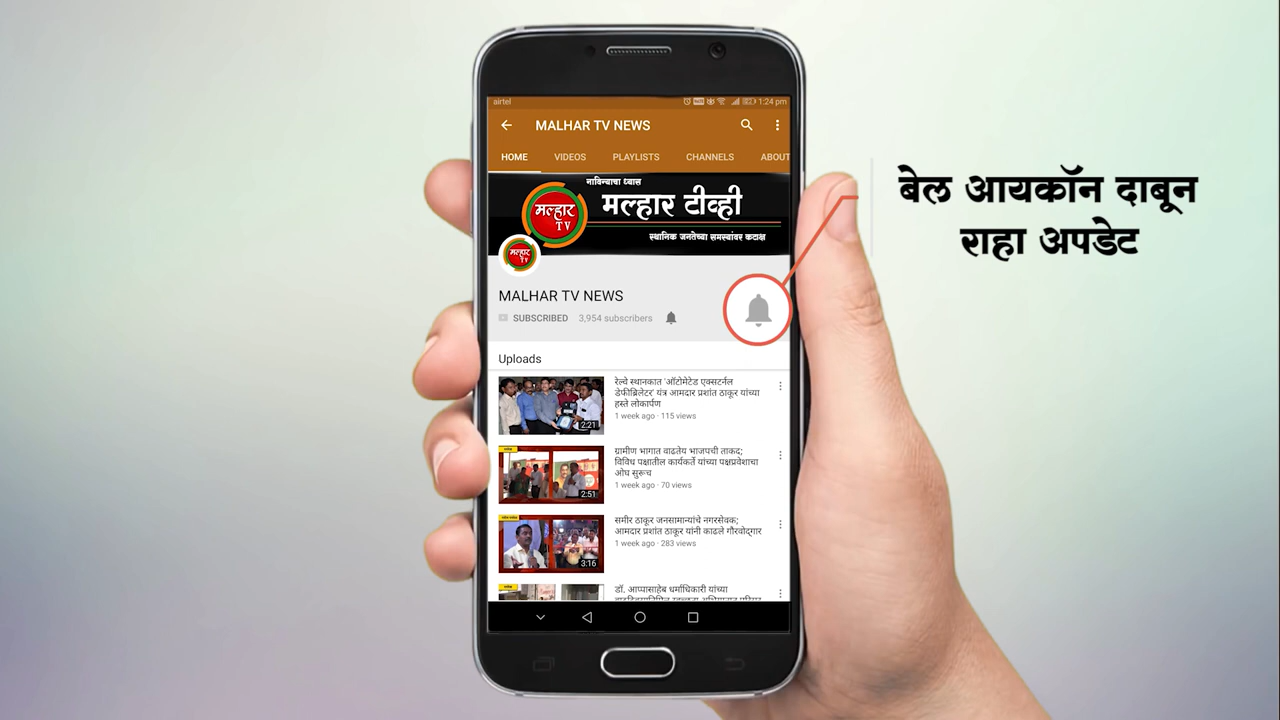 airtel
1:24 pm
MALHAR TV NEWS
HOME VIDEOS PLAYLISTS CHANNELS ABOUT
नाविन्याचा ध्यास
मल्हार टीव्ही
स्थानिक जनतेच्या समस्यांवर कटाक्ष
मल्हार
TV
मल्हार
TV
MALHAR TV NEWS
SUBSCRIBED 3,954 subscribers
बेल आयकॉन दाबून
राहा अपडेट
Uploads
रेल्वे स्थानकात 'ऑटोमेटेड एक्सटर्नल
डेफीब्रिलेटर' यंत्र आमदार प्रशांत ठाकूर यांच्या
हस्ते लोकार्पण
1 week ago · 115 views
2:21
ग्रामीण भागात वाढतेय भाजपची ताकद;
विविध पक्षातील कार्यकर्ते यांच्या पक्षप्रवेशाचा
ओघ सुरूच
1 week ago · 70 views
2:51
समीर ठाकूर जनसामान्यांचे नगरसेवक;
आमदार प्रशांत ठाकूर यांनी काढले गौरवोद्गार
1 week ago · 283 views
3:16
डॉ. आप्पासाहेब धर्माधिकारी यांच्या